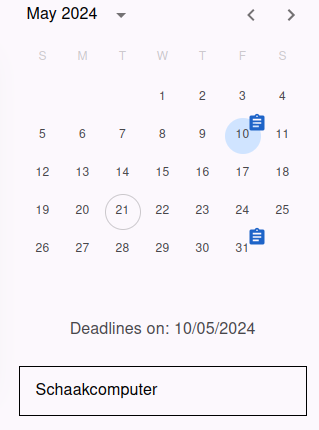 May 2024
S M T W T F S
1 2 3 4
5 6 7 8 9 10 11
12 13 14 15 16 17 18
19 20 21 22 23 24 25
26 27 28 29 30 31
Deadlines on: 10/05/2024
Schaakcomputer